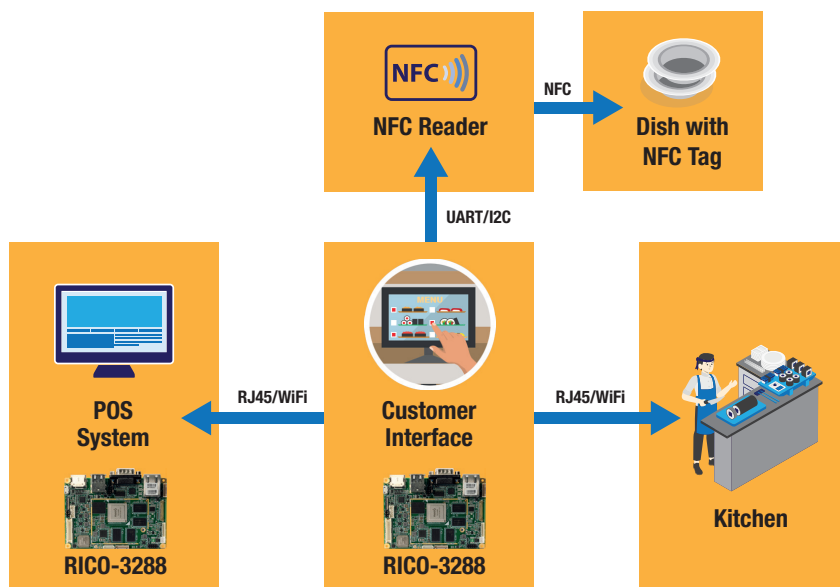 NFC
NFC Reader
NFC
Dish with
NFC Tag
UART/I2C
MENU
POS
System
RJ45/WiFi
Customer
Interface
RJ45/WiFi
Kitchen
RICO-3288
RICO-3288